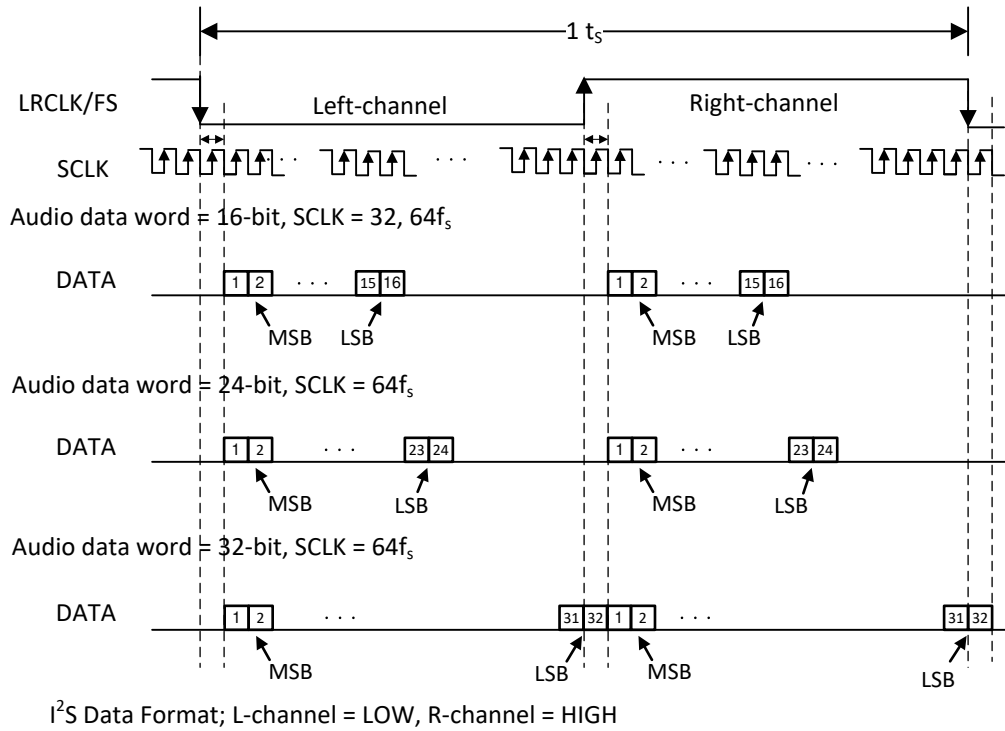 1 tS
LRCLK/FS
Left-channel
Right-channel
SCLK
. . . . . . . . . . . .
Audio data word = 16-bit, SCLK = 32, 64fs
DATA
1 2 . . . 15 16 1 2 . . . 15 16
MSB LSB MSB LSB
Audio data word = 24-bit, SCLK = 64fs
DATA
1 2 . . . 23 24 1 2 . . . 23 24
MSB LSB MSB LSB
Audio data word = 32-bit, SCLK = 64fs
DATA
1 2 . . . 31 32 1 2 . . . 31 32
MSB LSB MSB LSB
I²S Data Format; L-channel = LOW, R-channel = HIGH